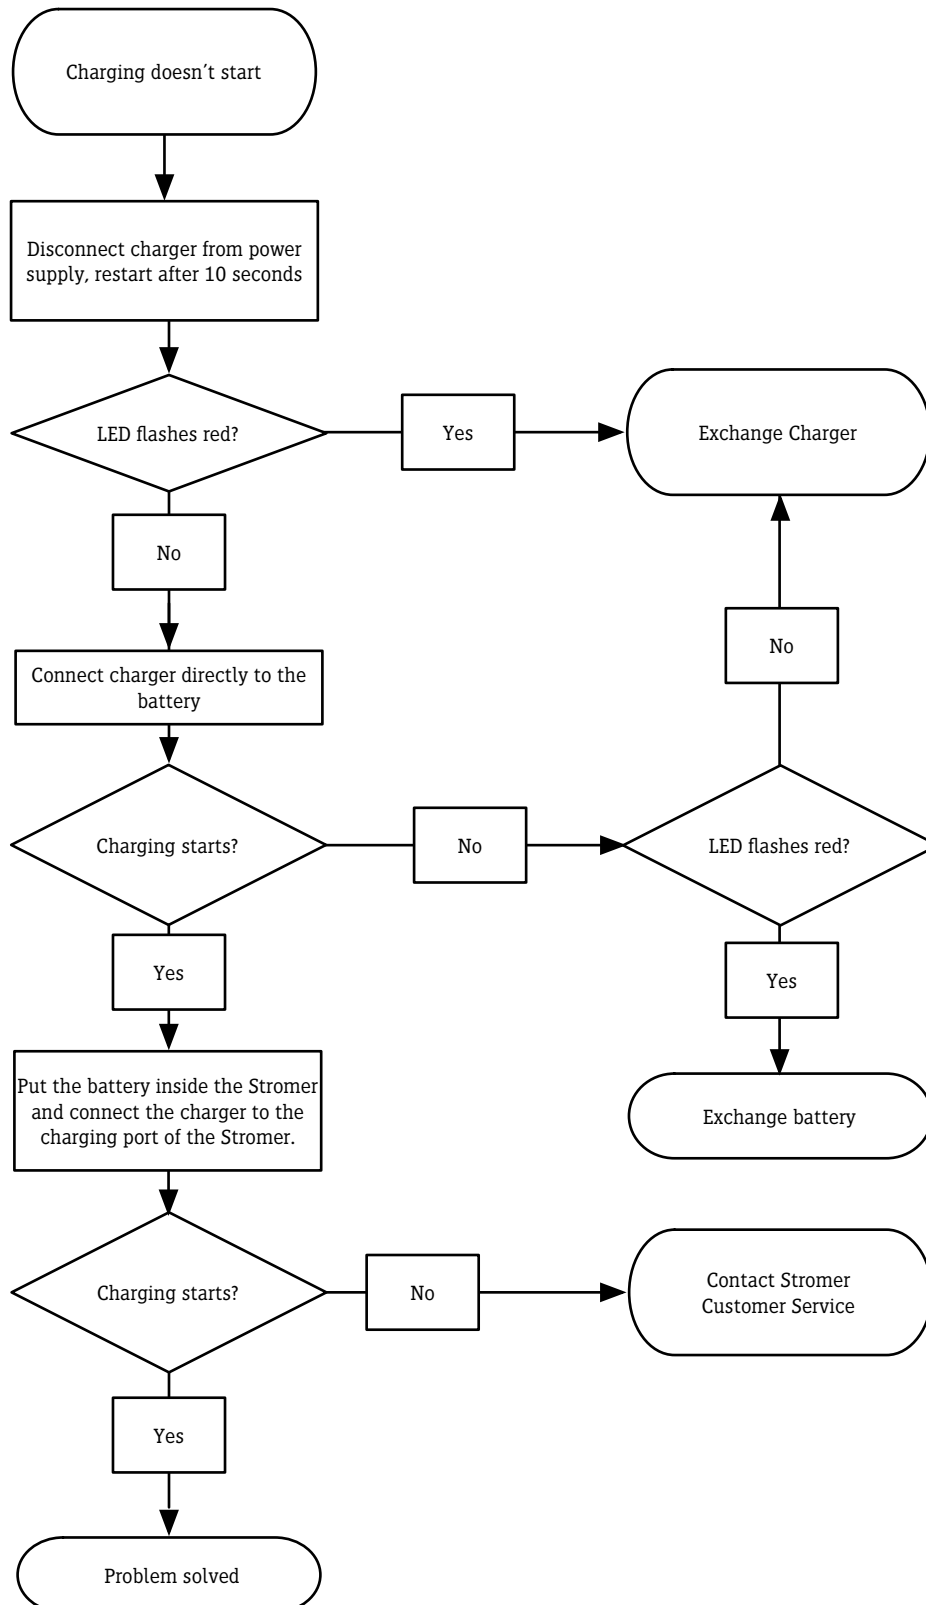 Charging doesn't start
Disconnect charger from power
supply, restart after 10 seconds
LED flashes red?
Yes
Exchange Charger
No
Connect charger directly to the
battery
No
Charging starts?
No
LED flashes red?
Yes
Yes
Put the battery inside the Stromer
and connect the charger to the
charging port of the Stromer.
Exchange battery
Charging starts?
No
Contact Stromer
Customer Service
Yes
Problem solved